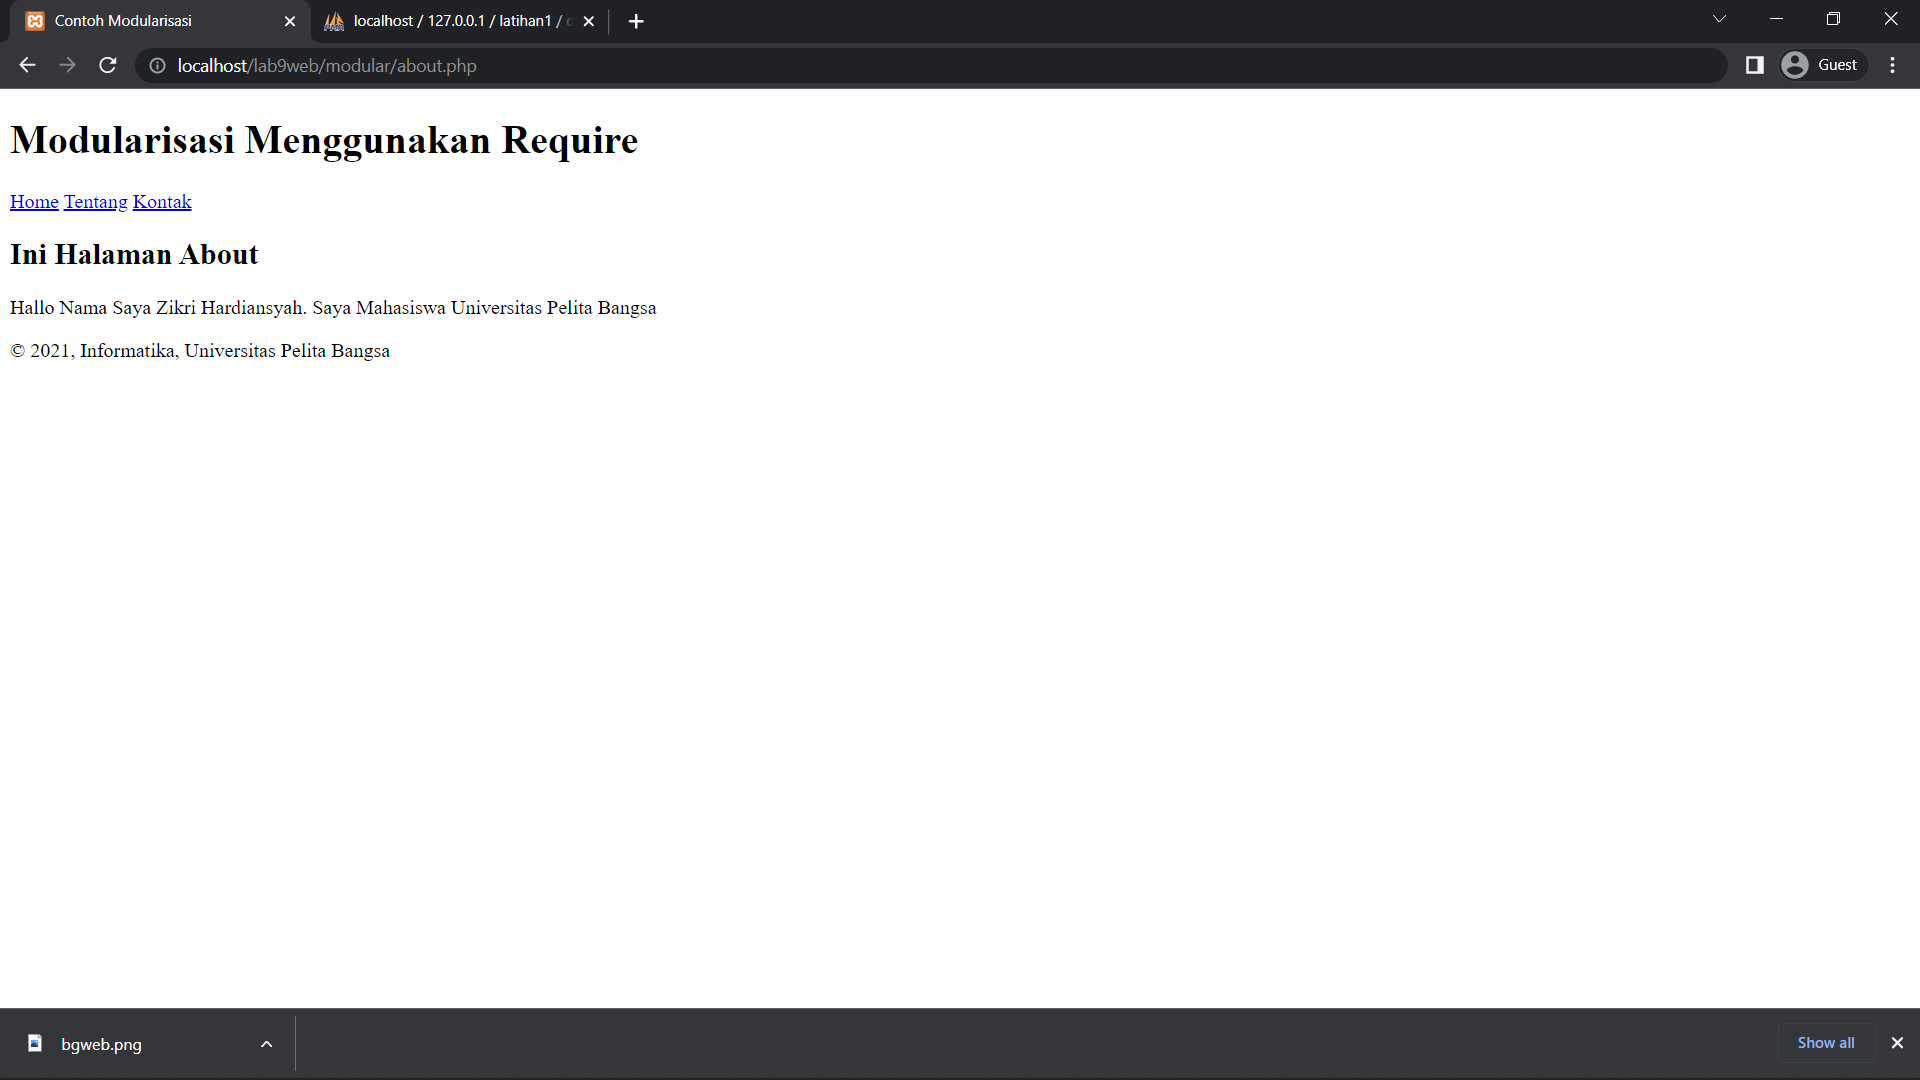 Contoh Modularisasi
localhost / 127.0.0.1 / latihan1 /
localhost/lab9web/modular/about.php
Guest
Modularisasi Menggunakan Require
Home Tentang Kontak
Ini Halaman About
Hallo Nama Saya Zikri Hardiansyah. Saya Mahasiswa Universitas Pelita Bangsa
© 2021, Informatika, Universitas Pelita Bangsa
bgweb.png
Show all